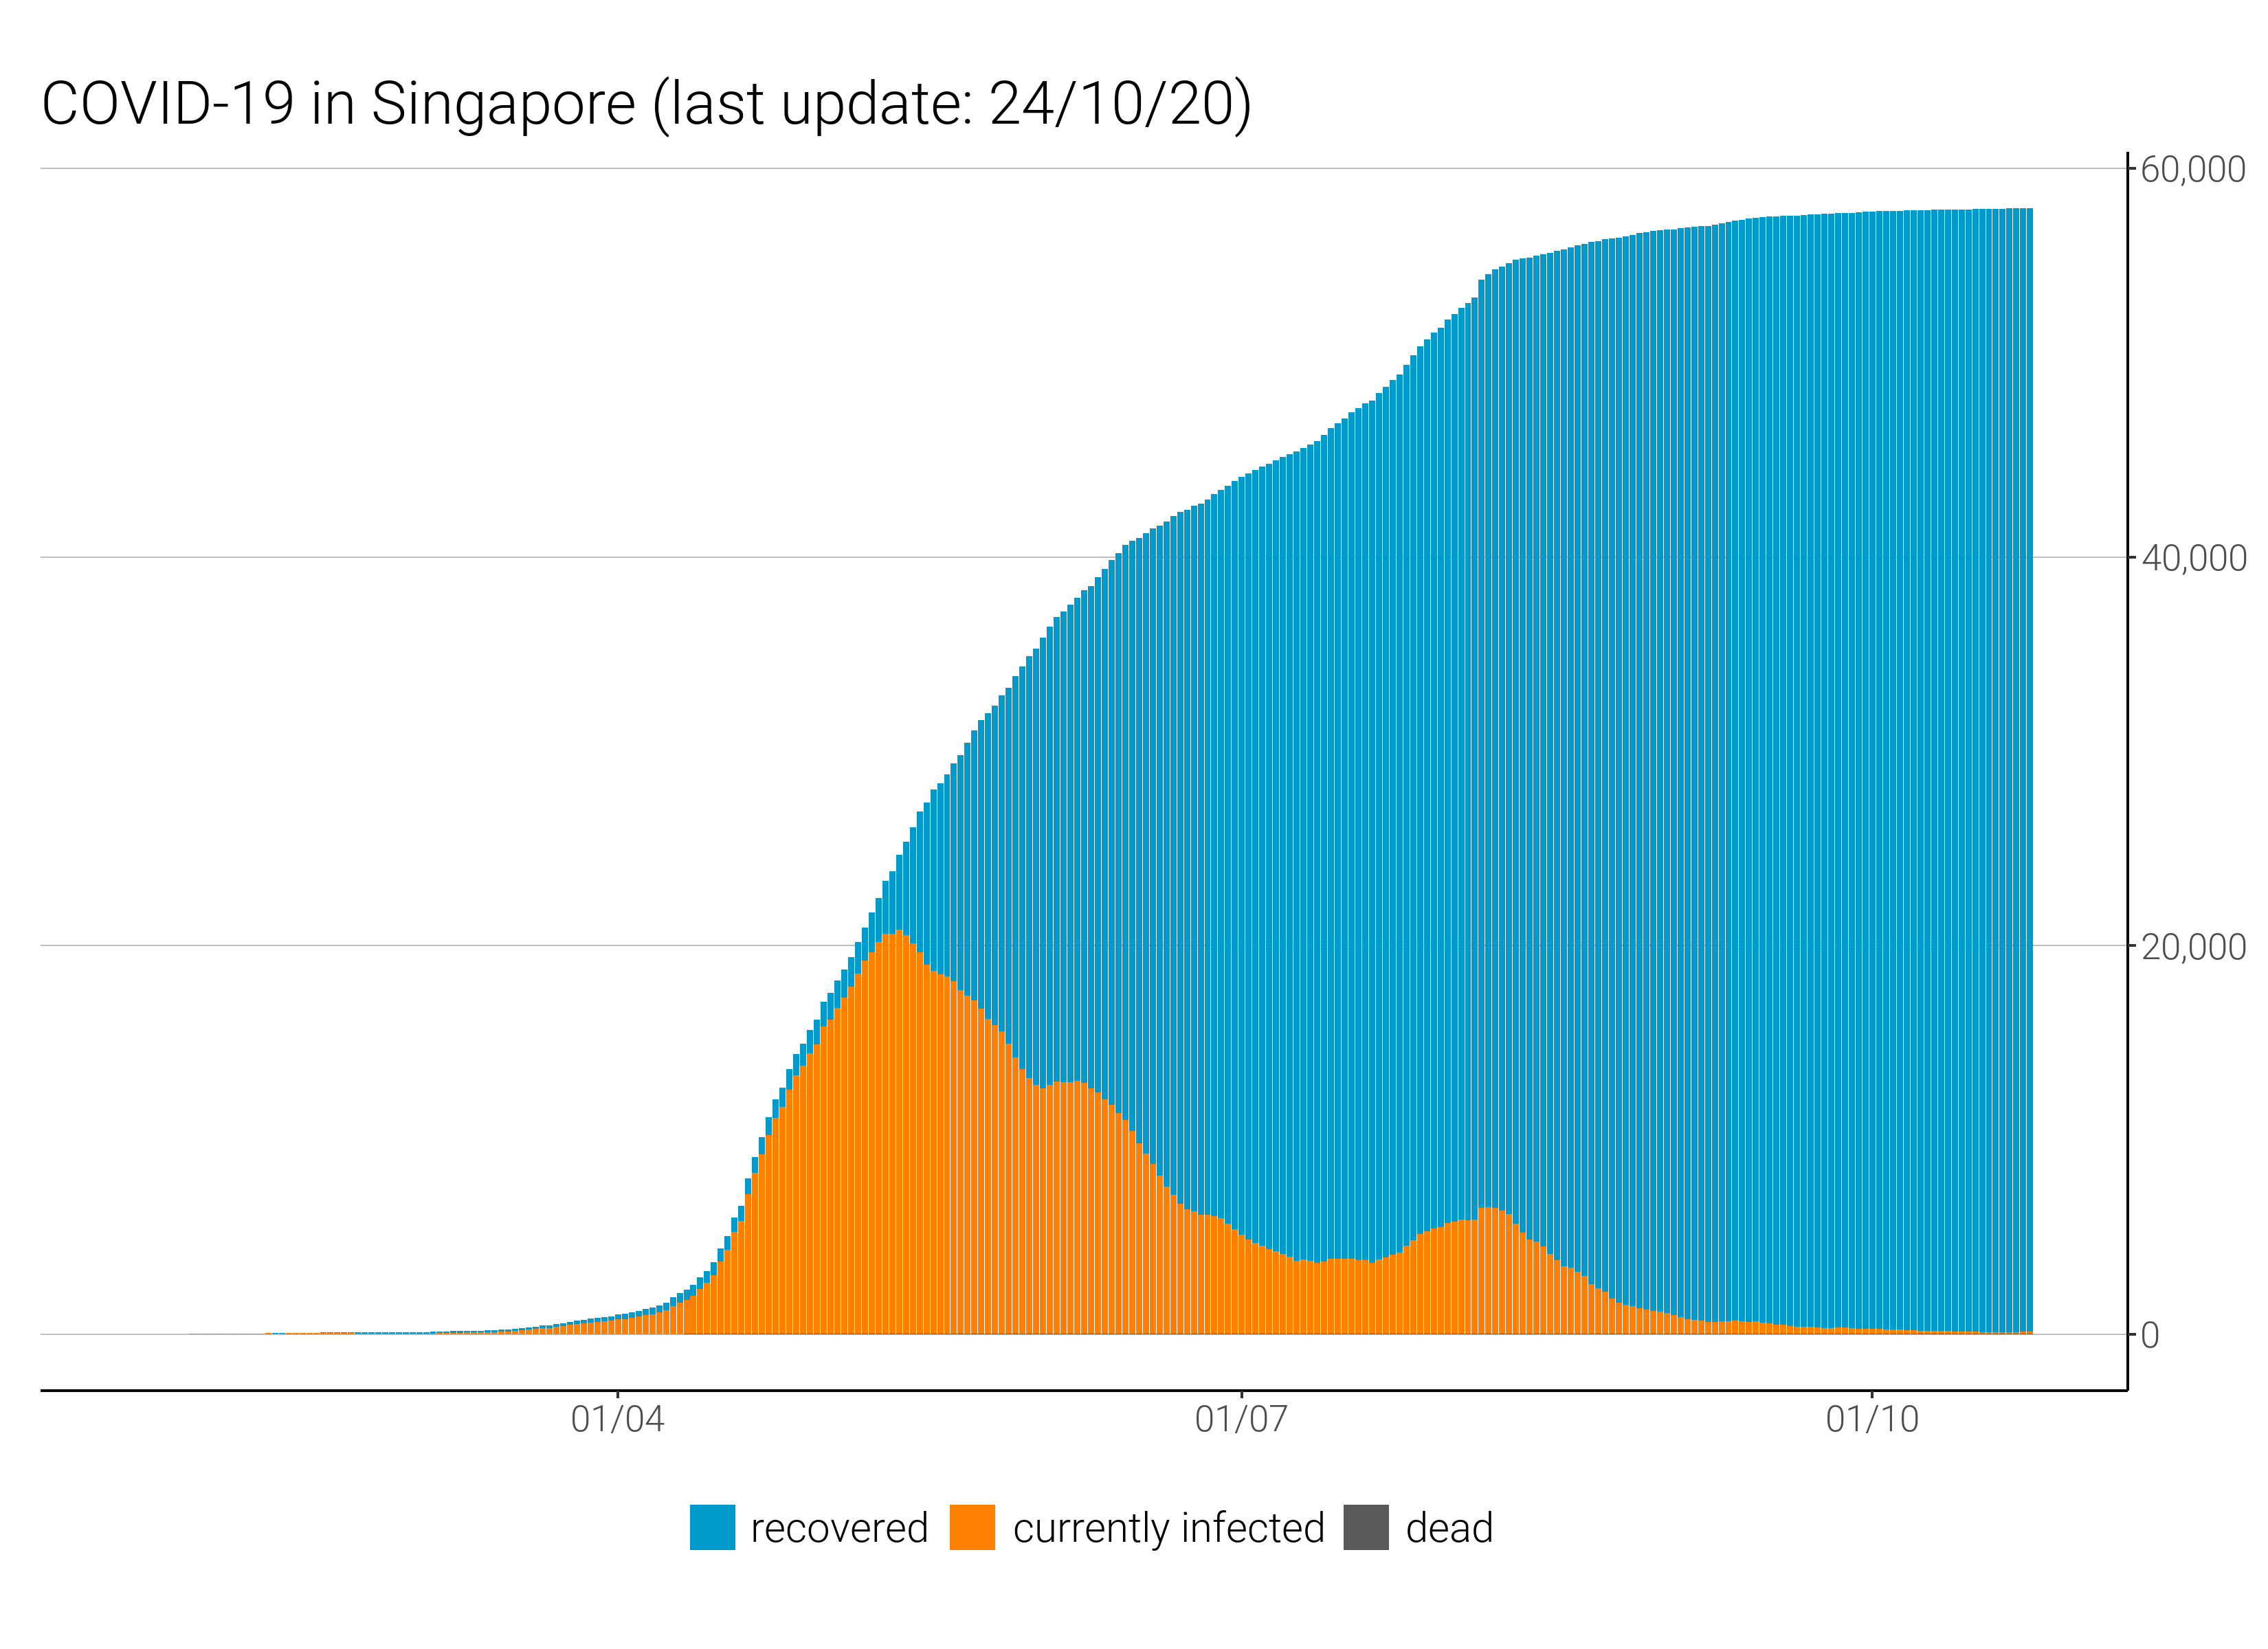 COVID-19 in Singapore (last update: 24/10/20)
60,000
40,000
20,000
0
01/04 01/07 01/10
recovered currently infected dead